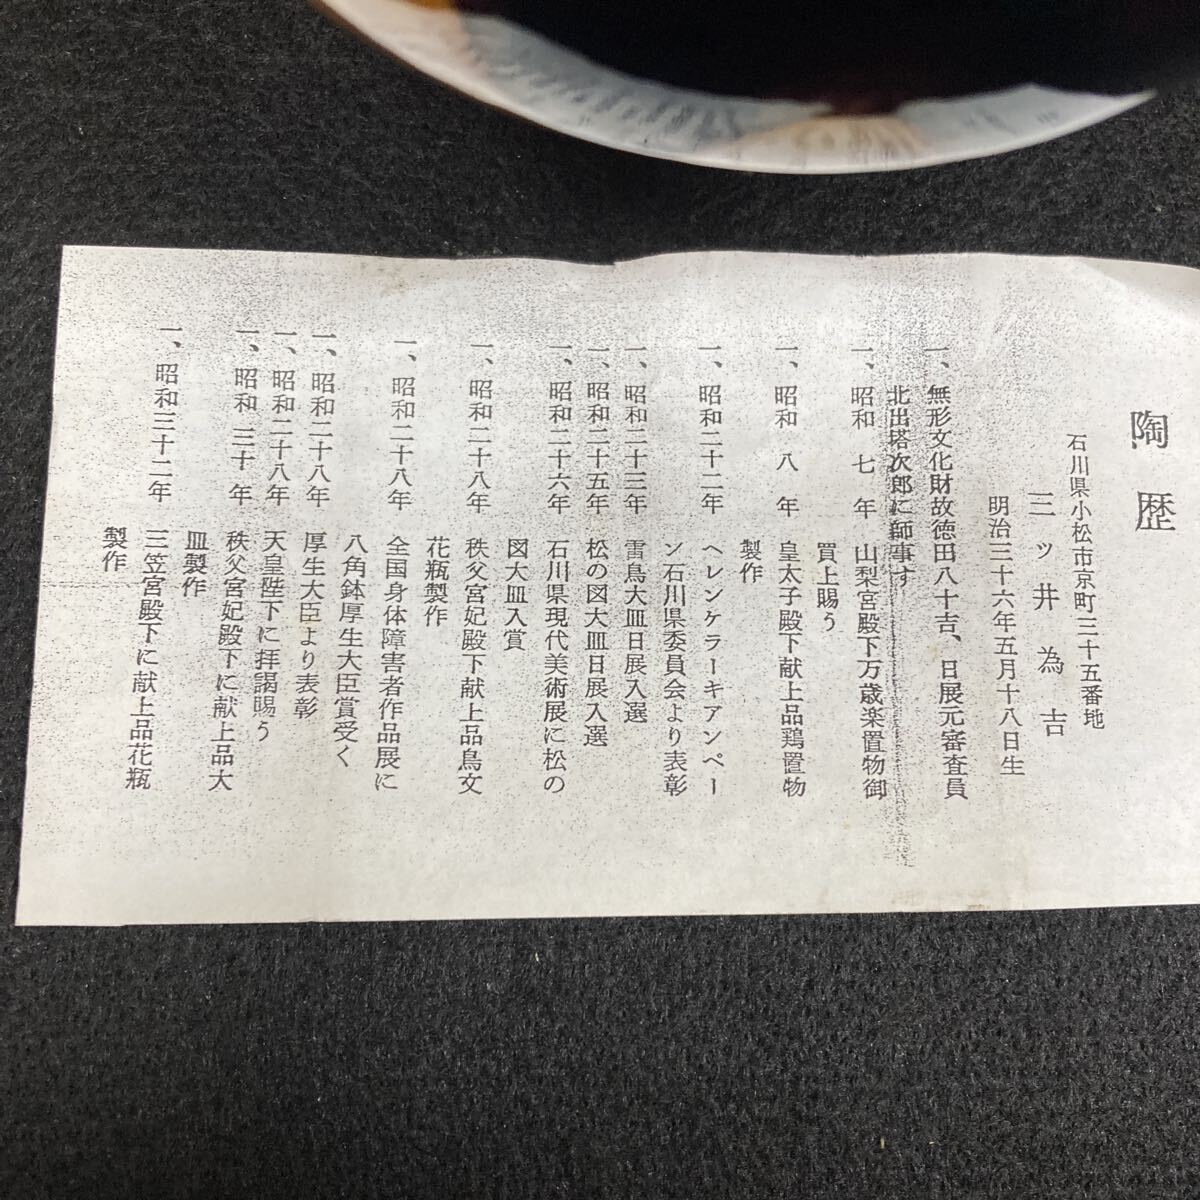 陶歴
石川県小松市京町三十五番地
三ッ井為吉
明治三十六年五月十八日生
一、無形文化財故徳田八十吉、日展元審査員
北出塔次郎に師事す
一、昭和 七 年 山梨宮殿下万歳楽置物御
買上賜う
一、昭和 八 年 皇太子殿下献上品鶏置物
製作
一、昭和二十二年 ヘレンケラーキアンペー
ン石川県委員会より表彰
一、昭和二十三年 雷鳥大皿日展入選
一、昭和二十五年 松の図大皿日展入選
一、昭和二十六年 石川県現代美術展に松の
図大皿入賞
一、昭和二十八年 秩父宮妃殿下献上品鳥文
花瓶製作
一、昭和二十八年 全国身体障害者作品展に
八角鉢厚生大臣賞受く
一、昭和二十八年 厚生大臣より表彰
一、昭和二十八年 天皇陛下に拝謁賜う
一、昭和 三十 年 秩父宮妃殿下に献上品大
皿製作
一、昭和三十二年 三笠宮殿下に献上品花瓶
製作